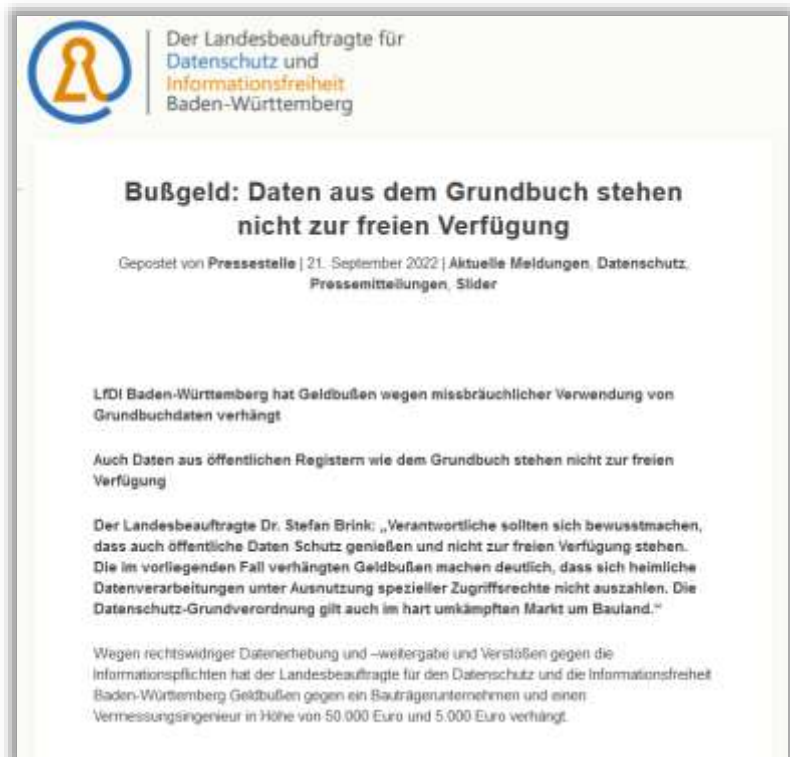 Der Landesbeauftragte für
Datenschutz und
Informationsfreiheit
Baden-Württemberg
Bußgeld: Daten aus dem Grundbuch stehen
nicht zur freien Verfügung
Gepostet von Pressestelle | 21. September 2022 | Aktuelle Meldungen, Datenschutz,
Pressemitteilungen, Slider
LfDI Baden-Württemberg hat Geldbußen wegen missbräuchlicher Verwendung von
Grundbuchdaten verhängt
Auch Daten aus öffentlichen Registern wie dem Grundbuch stehen nicht zur freien
Verfügung
Der Landesbeauftragte Dr. Stefan Brink: „Verantwortliche sollten sich bewusstmachen,
dass auch öffentliche Daten Schutz genießen und nicht zur freien Verfügung stehen.
Die im vorliegenden Fall verhängten Geldbußen machen deutlich, dass sich heimliche
Datenverarbeitungen unter Ausnutzung spezieller Zugriffsrechte nicht auszahlen. Die
Datenschutz-Grundverordnung gilt auch im hart umkämpften Markt um Bauland.“
Wegen rechtswidriger Datenerhebung und –weitergabe und Verstößen gegen die
Informationspflichten hat der Landesbeauftragte für den Datenschutz und die Informationsfreiheit
Baden-Württemberg Geldbußen gegen ein Bauträgerunternehmen und einen
Vermessungsingenieur in Höhe von 50.000 Euro und 5.000 Euro verhängt.